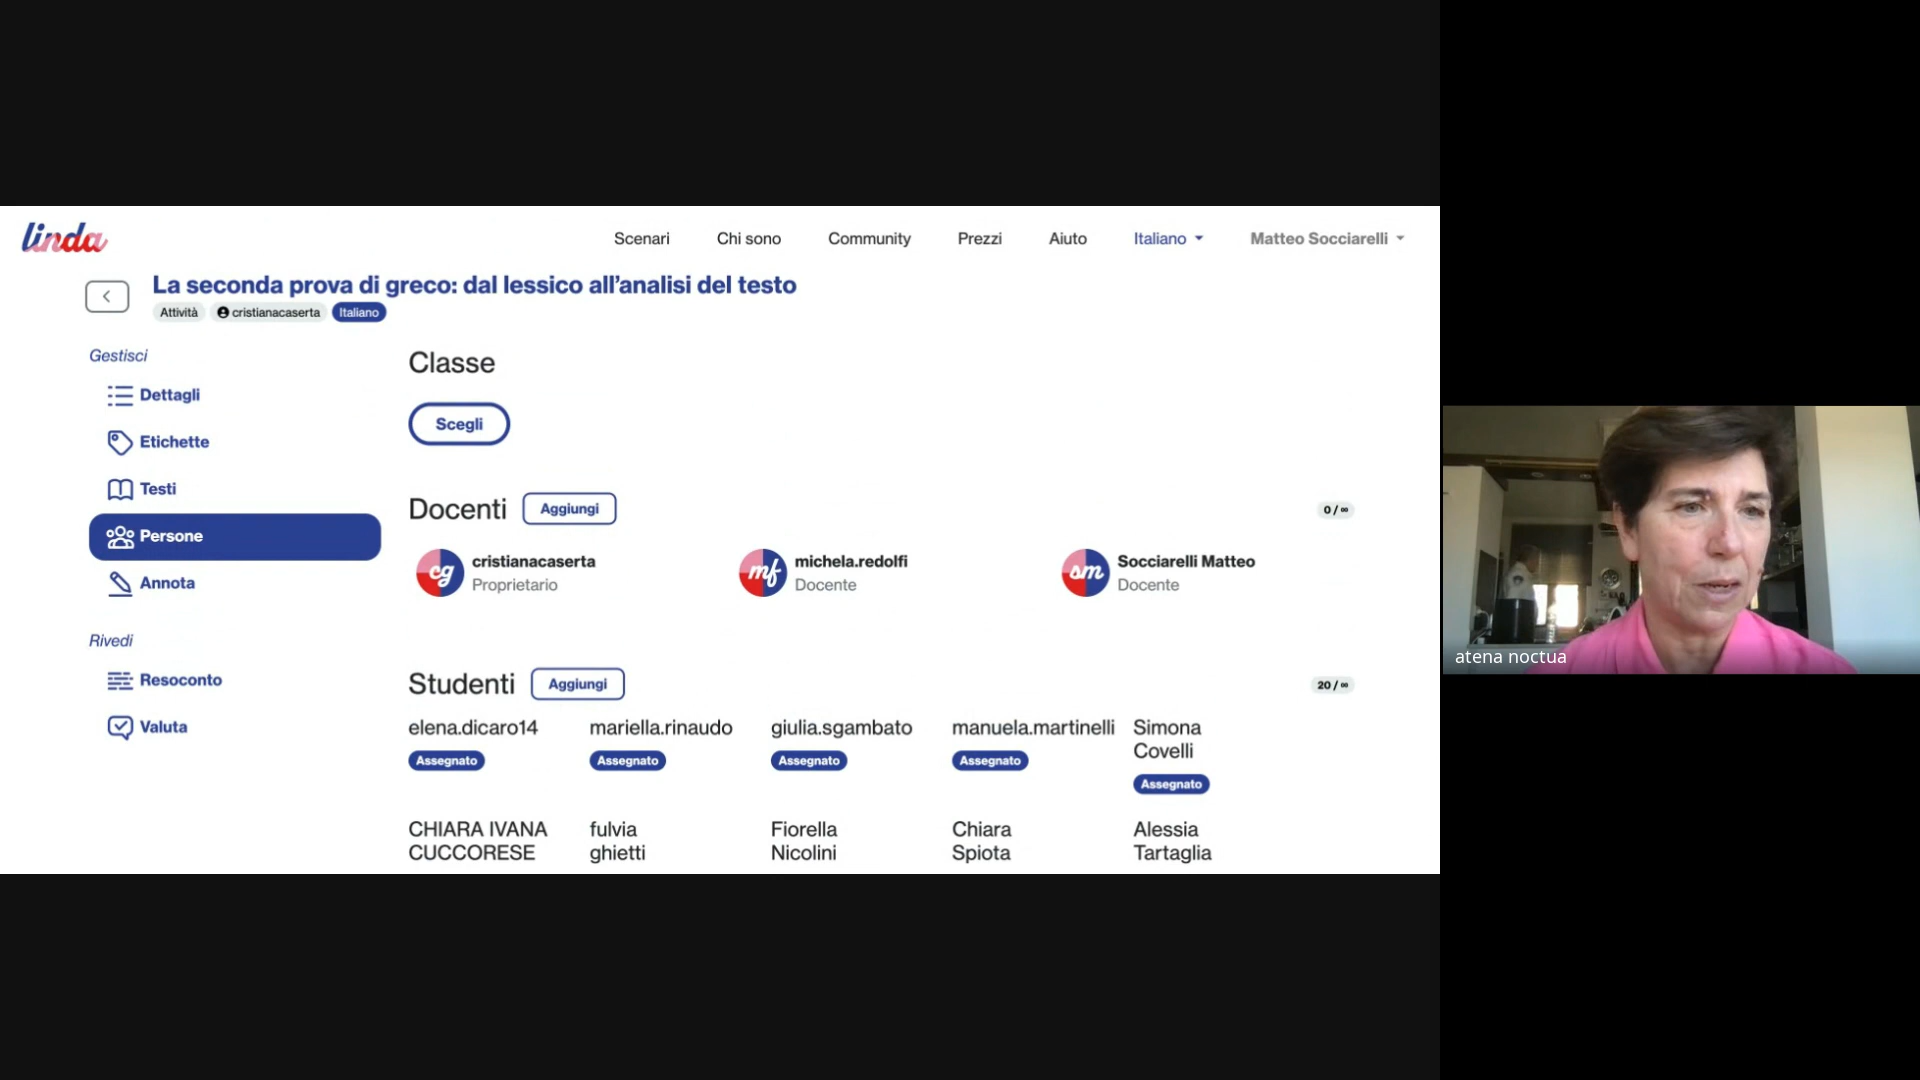 linda
Scenari
Chi sono
Community
Prezzi
Aiuto
Italiano
Matteo Socciarelli
La seconda prova di greco: dal lessico all’analisi del testo
Attività
cristianacaserta
Italiano
Gestisci
Dettagli
Etichette
Testi
Persone
Annota
Rivedi
Resoconto
Valuta
Classe
Scegli
Docenti
Aggiungi
0 / ∞
cg
cristianacaserta
Proprietario
mf
michela.redolfi
Docente
sm
Socciarelli Matteo
Docente
Studenti
Aggiungi
20 / ∞
elena.dicaro14
Assegnato
mariella.rinaudo
Assegnato
giulia.sgambato
Assegnato
manuela.martinelli
Assegnato
Simona
Covelli
Assegnato
CHIARA IVANA
CUCCORESE
fulvia
ghietti
Fiorella
Nicolini
Chiara
Spiota
Alessia
Tartaglia
atena noctua